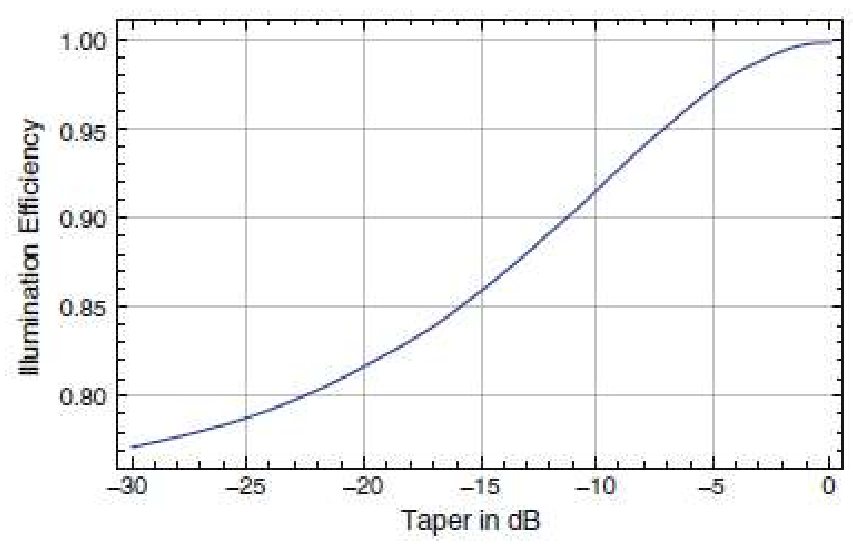 1.00
0.95
0.90
0.85
0.80
Illumination Efficiency
–30 –25 –20 –15 –10 –5 0
Taper in dB